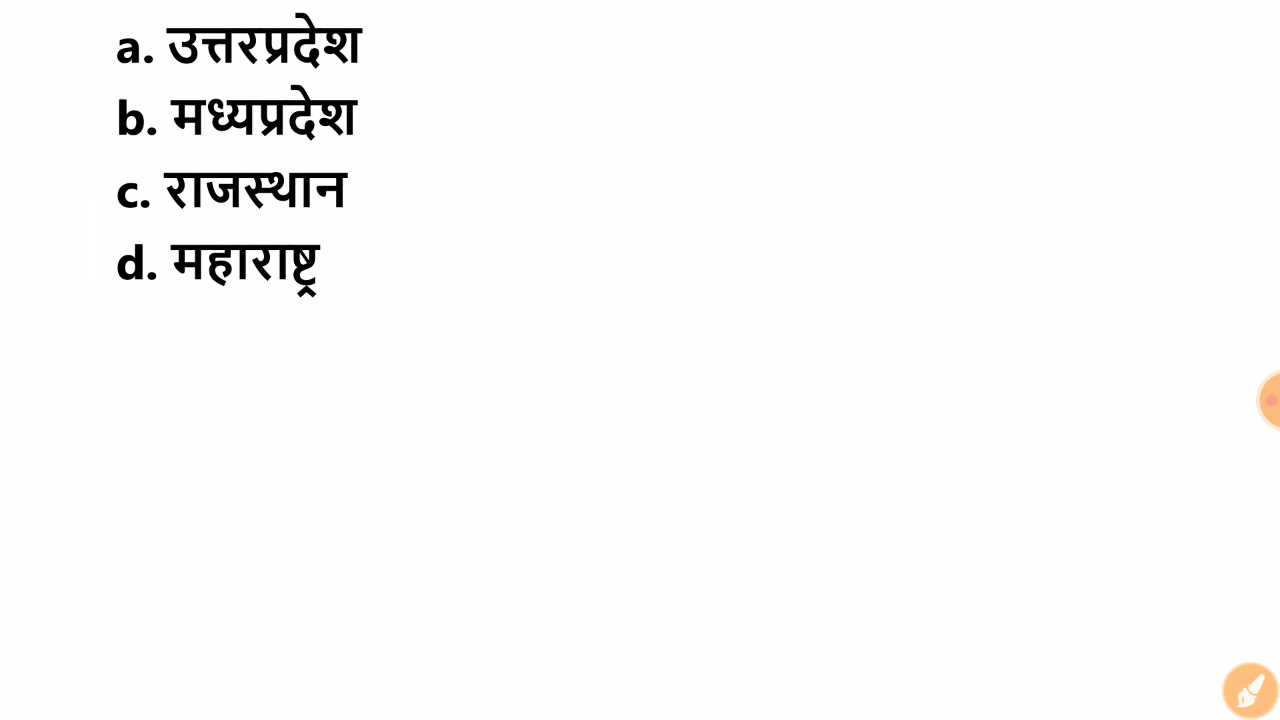 a. उत्तरप्रदेश
b. मध्यप्रदेश
c. राजस्थान
d. महाराष्ट्र